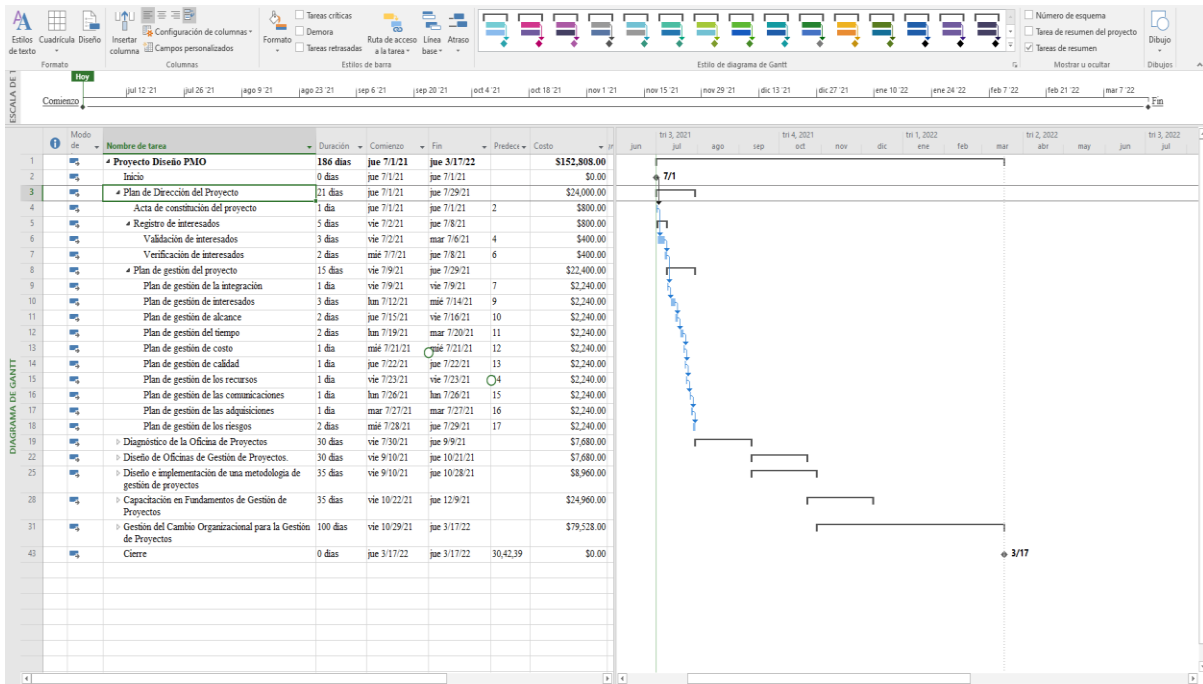 Estilos de texto
Cuadrícula
Diseño
Formato
Insertar columna
Configuración de columnas
Campos personalizados
Columnas
Formato
Tareas críticas
Demora
Tareas retrasadas
Ruta de acceso a la tarea
Línea base
Atraso
Estilos de barra
Estilo de diagrama de Gantt
Número de esquema
Tarea de resumen del proyecto
Tareas de resumen
Mostrar u ocultar
Dibujo
Dibujos
ESCALA DE T
Hoy
jul 12 '21 jul 26 '21 ago 9 '21 ago 23 '21 sep 6 '21 sep 20 '21 oct 4 '21 oct 18 '21 nov 1 '21 nov 15 '21 nov 29 '21 dic 13 '21 dic 27 '21 ene 10 '22 ene 24 '22 feb 7 '22 feb 21 '22 mar 7 '22
Comienzo
Fin
DIAGRAMA DE GANTT
Modo de Nombre de tarea Duración Comienzo Fin Predece Costo
tri 3, 2021 tri 4, 2021 tri 1, 2022 tri 2, 2022 tri 3, 2022
jun jul ago sep oct nov dic ene feb mar abr may jun jul
1 Proyecto Diseño PMO 186 días jue 7/1/21 jue 3/17/22 $152,808.00
2 Inicio 0 días jue 7/1/21 jue 7/1/21 $0.00
7/1
3 Plan de Dirección del Proyecto 21 días jue 7/1/21 jue 7/29/21 $24,000.00
4 Acta de constitución del proyecto 1 día jue 7/1/21 jue 7/1/21 2 $800.00
5 Registro de interesados 5 días vie 7/2/21 jue 7/8/21 $800.00
6 Validación de interesados 3 días vie 7/2/21 mar 7/6/21 4 $400.00
7 Verificación de interesados 2 días mié 7/7/21 jue 7/8/21 6 $400.00
8 Plan de gestión del proyecto 15 días vie 7/9/21 jue 7/29/21 $22,400.00
9 Plan de gestión de la integración 1 día vie 7/9/21 vie 7/9/21 7 $2,240.00
10 Plan de gestión de interesados 3 días lun 7/12/21 mié 7/14/21 9 $2,240.00
11 Plan de gestión de alcance 2 días jue 7/15/21 vie 7/16/21 10 $2,240.00
12 Plan de gestión del tiempo 2 días lun 7/19/21 mar 7/20/21 11 $2,240.00
13 Plan de gestión de costo 1 día mié 7/21/21 mié 7/21/21 12 $2,240.00
14 Plan de gestión de calidad 1 día jue 7/22/21 jue 7/22/21 13 $2,240.00
15 Plan de gestión de los recursos 1 día vie 7/23/21 vie 7/23/21 4 $2,240.00
16 Plan de gestión de las comunicaciones 1 día lun 7/26/21 lun 7/26/21 15 $2,240.00
17 Plan de gestión de las adquisiciones 1 día mar 7/27/21 mar 7/27/21 16 $2,240.00
18 Plan de gestión de los riesgos 2 días mié 7/28/21 jue 7/29/21 17 $2,240.00
19 Diagnóstico de la Oficina de Proyectos 30 días vie 7/30/21 jue 9/9/21 $7,680.00
22 Diseño de Oficinas de Gestión de Proyectos. 30 días vie 9/10/21 jue 10/21/21 $7,680.00
25 Diseño e implementación de una metodología de 35 días vie 9/10/21 jue 10/28/21 $8,960.00
gestión de proyectos
28 Capacitación en Fundamentos de Gestión de 35 días vie 10/22/21 jue 12/9/21 $24,960.00
Proyectos
31 Gestión del Cambio Organizacional para la Gestión 100 días vie 10/29/21 jue 3/17/22 $79,528.00
de Proyectos
43 Cierre 0 días jue 3/17/22 jue 3/17/22 30,42,39 $0.00
3/17